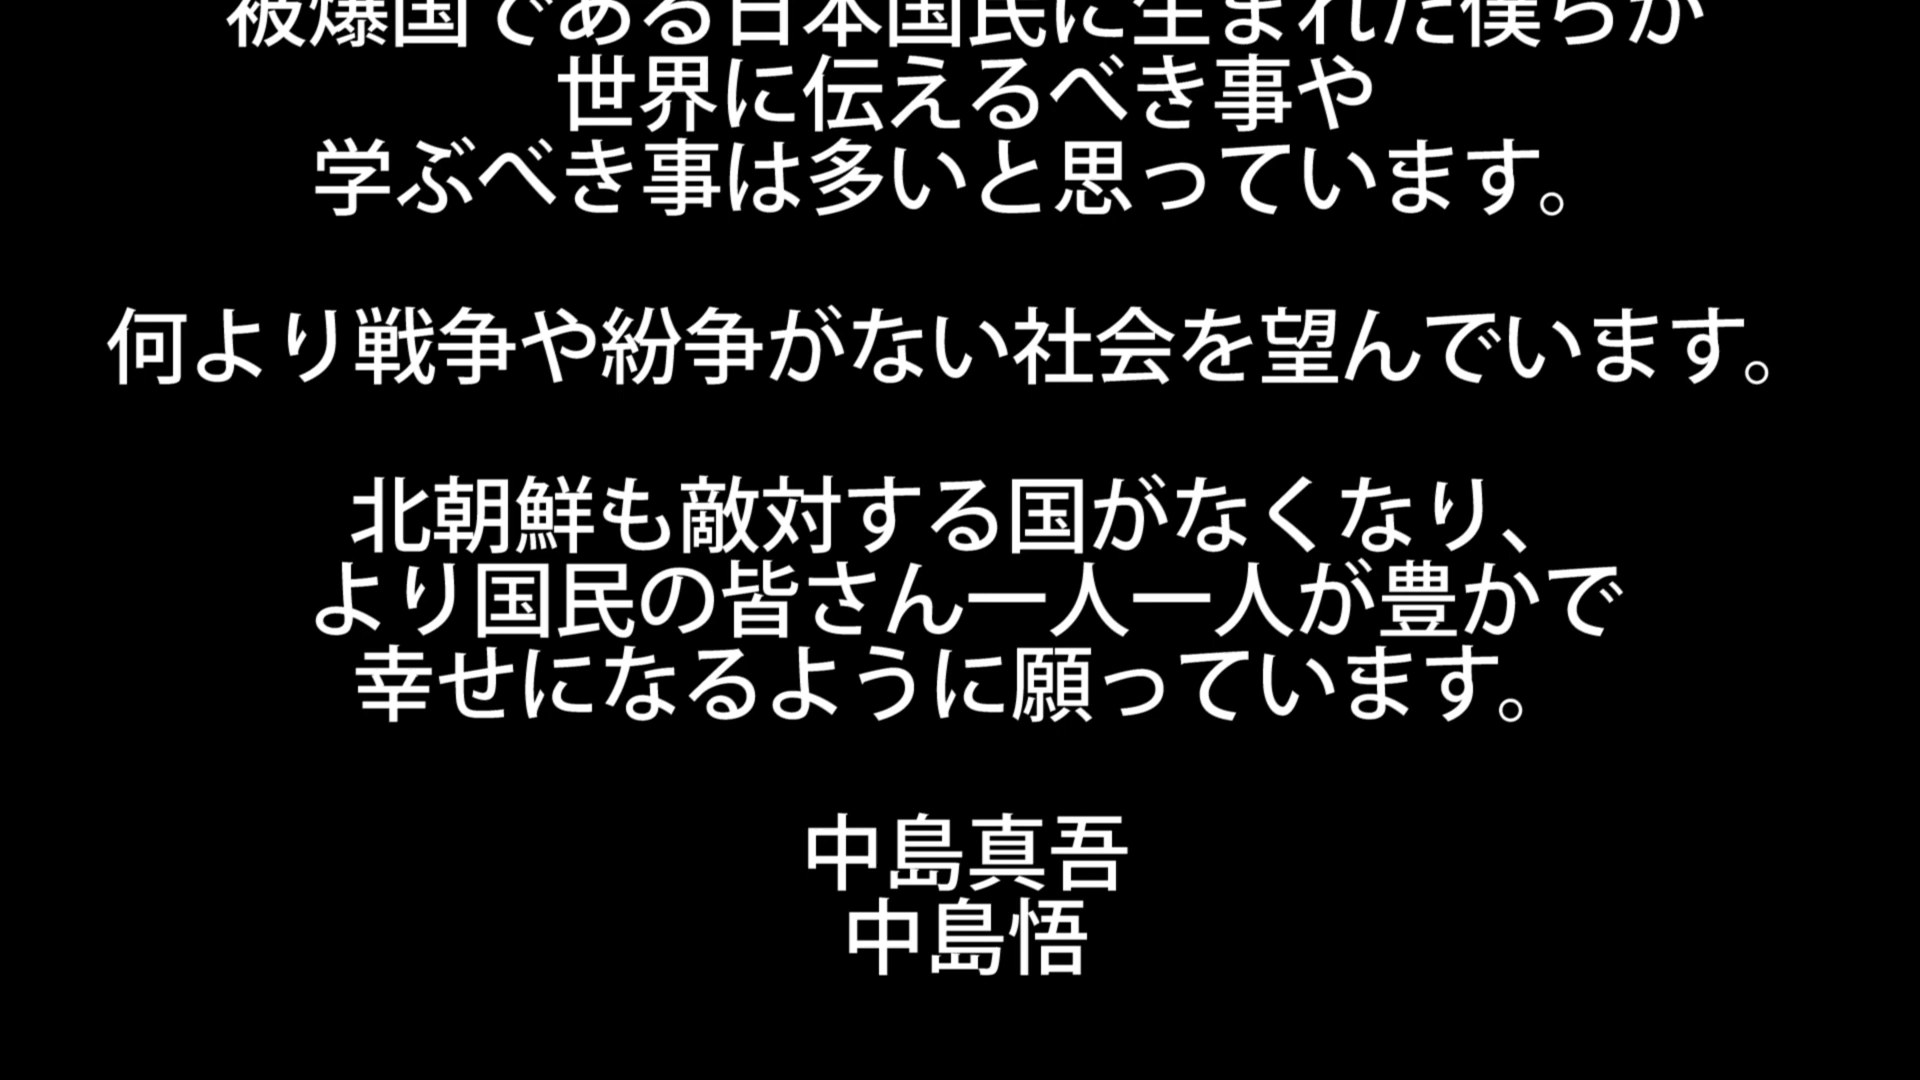 被爆国である日本国民に生まれた僕らが
世界に伝えるべき事や
学ぶべき事は多いと思っています。
何より戦争や紛争がない社会を望んでいます。
北朝鮮も敵対する国がなくなり、
より国民の皆さん一人一人が豊かで
幸せになるように願っています。
中島真吾
中島悟